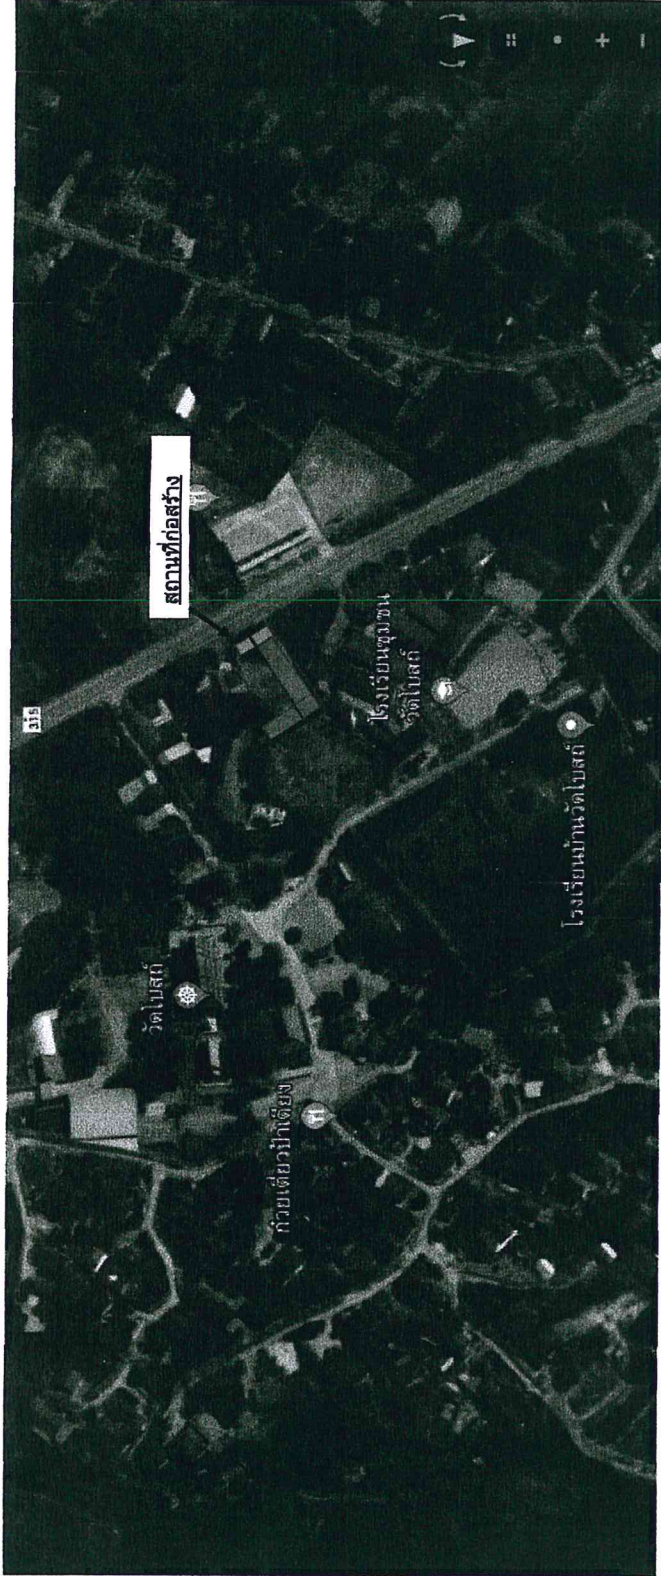 315
สถานที่ก่อสร้าง
วัดโบสถ์
ก๋วยเตี๋ยวป้าเตียง
โรงเรียนชุมชน
วัดโบสถ์
โรงเรียนบ้านวัดโบสถ์